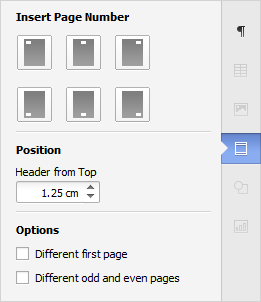 Insert Page Number
Position
Header from Top
1.25 cm
Options
Different first page
Different odd and even pages